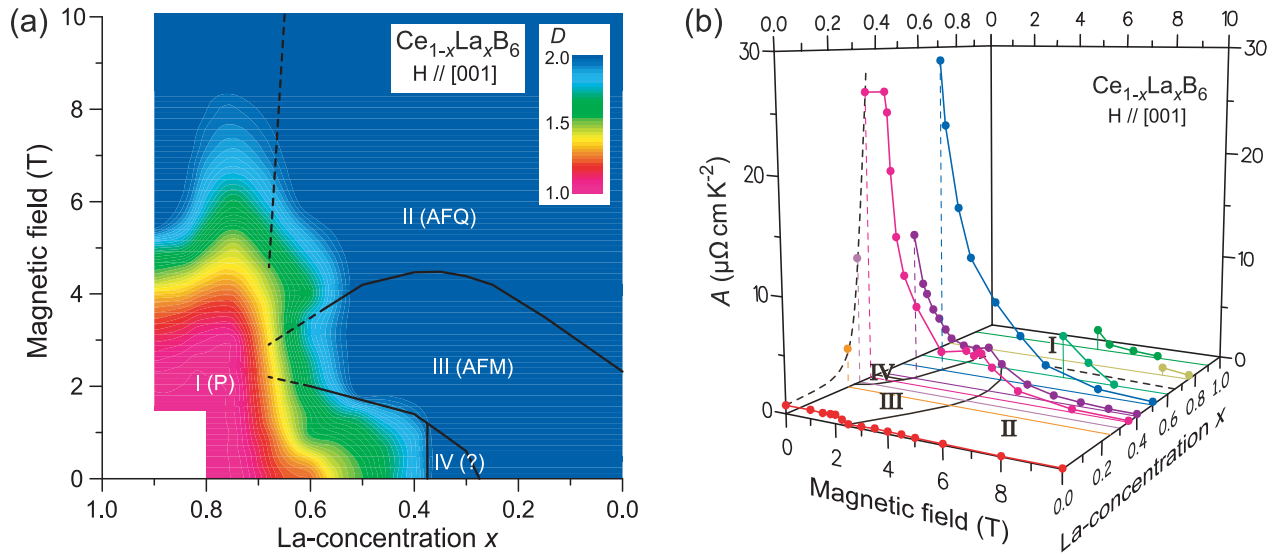 (a)
10
8
6
4
2
0
Magnetic field (T)
1.0 0.8 0.6 0.4 0.2 0.0
La-concentration x
Ce₁₋ₓLaₓB₆
H // [001]
D
2.0
1.5
1.0
II (AFQ)
III (AFM)
I (P)
IV (?)
(b)
0.0 0.2 0.4 0.6 0.8 0 2 4 6 8 10
30
20
10
0
A (μΩ cm K⁻²)
30
20
10
0
Ce₁₋ₓLaₓB₆
H // [001]
I
IV
III
II
0 2 4 6 8
Magnetic field (T)
0.0 0.2 0.4 0.6 0.8 1.0
La-concentration x